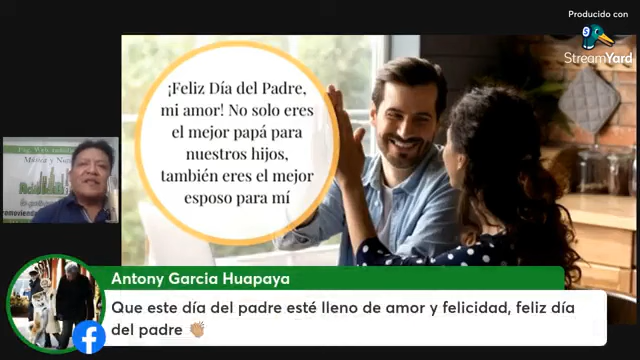 Producido con
StreamYard
¡Feliz Día del Padre,
mi amor! No solo eres
el mejor papá para
nuestros hijos,
también eres el mejor
esposo para mí
Antony Garcia Huapaya
Que este día del padre esté lleno de amor y felicidad, feliz día
del padre 👏🏼